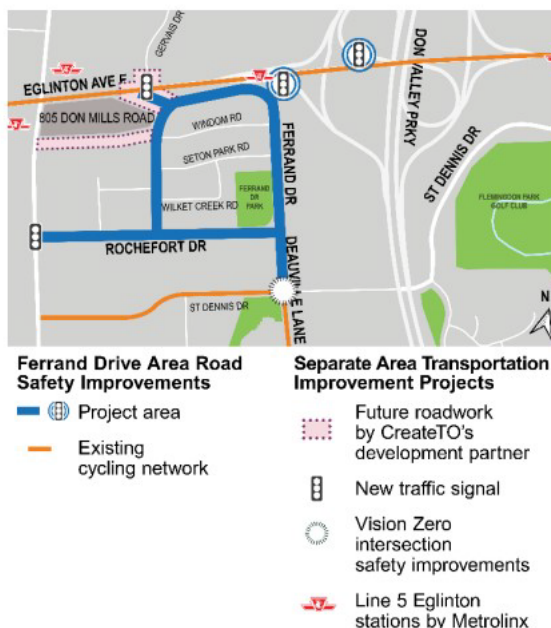 GERVAIS DR
EGLINTON AVE E
805 DON MILLS ROAD
WINDOM RD
SETON PARK RD
WILKET CREEK RD
FERRAND
DR
PARK
FERRAND DR
ROCHEFORT DR
DEAUVILLE LANE
ST DENNIS DR
DON VALLEY PRKY
ST DENNIS DR
FLEMINGDON PARK
GOLF CLUB
N
Ferrand Drive Area Road
Safety Improvements
Project area
Existing
cycling network
Separate Area Transportation
Improvement Projects
Future roadwork
by CreateTO's
development partner
New traffic signal
Vision Zero
intersection
safety improvements
Line 5 Eglinton
stations by Metrolinx